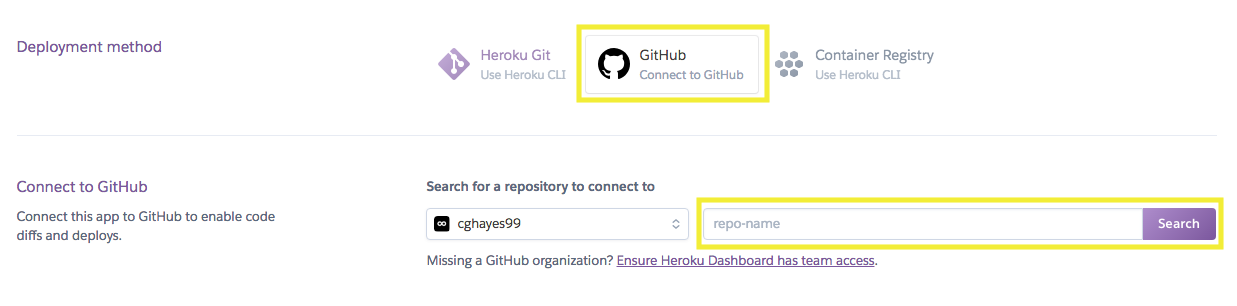 Deployment method
Heroku Git
Use Heroku CLI
GitHub
Connect to GitHub
Container Registry
Use Heroku CLI
Connect to GitHub
Connect this app to GitHub to enable code
diffs and deploys.
Search for a repository to connect to
cghayes99
repo-name
Search
Missing a GitHub organization? Ensure Heroku Dashboard has team access.